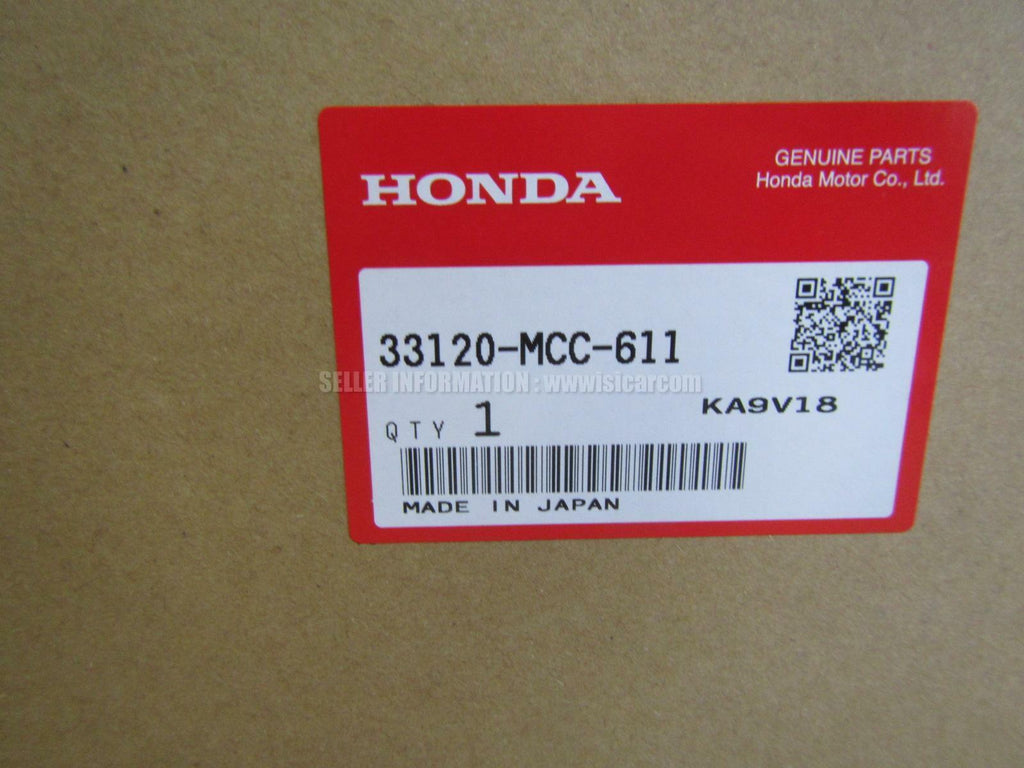 HONDA
GENUINE PARTS
Honda Motor Co., Ltd.
33120-MCC-611
SELLER INFORMATION : www.isicar.com
KA9V18
QTY 1
MADE IN JAPAN